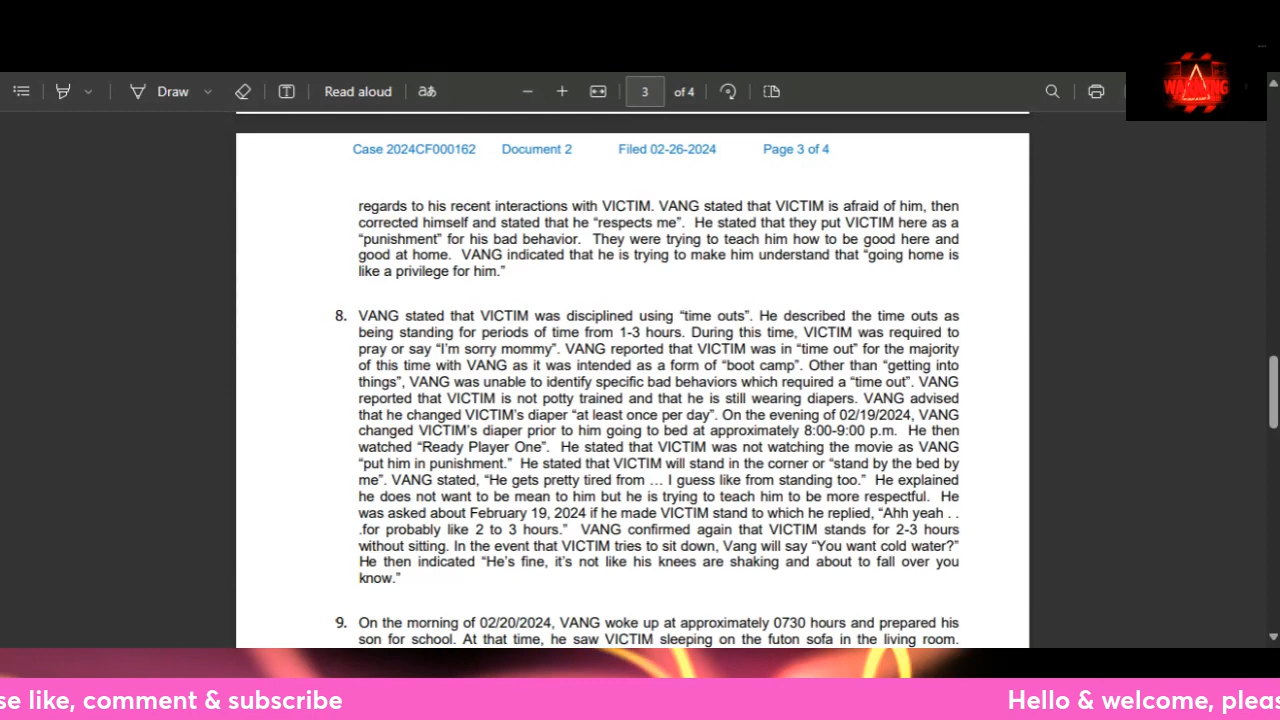 Draw
Read aloud
aあ
3
of 4
WARNING
Case 2024CF000162 Document 2 Filed 02-26-2024 Page 3 of 4
regards to his recent interactions with VICTIM. VANG stated that VICTIM is afraid of him, then
corrected himself and stated that he “respects me”. He stated that they put VICTIM here as a
“punishment” for his bad behavior. They were trying to teach him how to be good here and
good at home. VANG indicated that he is trying to make him understand that “going home is
like a privilege for him.”
8. VANG stated that VICTIM was disciplined using “time outs”. He described the time outs as
being standing for periods of time from 1-3 hours. During this time, VICTIM was required to
pray or say “I’m sorry mommy”. VANG reported that VICTIM was in “time out” for the majority
of this time with VANG as it was intended as a form of “boot camp”. Other than “getting into
things”, VANG was unable to identify specific bad behaviors which required a “time out”. VANG
reported that VICTIM is not potty trained and that he is still wearing diapers. VANG advised
that he changed VICTIM’s diaper “at least once per day”. On the evening of 02/19/2024, VANG
changed VICTIM’s diaper prior to him going to bed at approximately 8:00-9:00 p.m. He then
watched “Ready Player One”. He stated that VICTIM was not watching the movie as VANG
“put him in punishment.” He stated that VICTIM will stand in the corner or “stand by the bed by
me”. VANG stated, “He gets pretty tired from … I guess like from standing too.” He explained
he does not want to be mean to him but he is trying to teach him to be more respectful. He
was asked about February 19, 2024 if he made VICTIM stand to which he replied, “Ahh yeah . .
.for probably like 2 to 3 hours.” VANG confirmed again that VICTIM stands for 2-3 hours
without sitting. In the event that VICTIM tries to sit down, Vang will say “You want cold water?”
He then indicated “He’s fine, it’s not like his knees are shaking and about to fall over you
know.”
9. On the morning of 02/20/2024, VANG woke up at approximately 0730 hours and prepared his
son for school. At that time, he saw VICTIM sleeping on the futon sofa in the living room.
se like, comment & subscribe
Hello & welcome, pleas